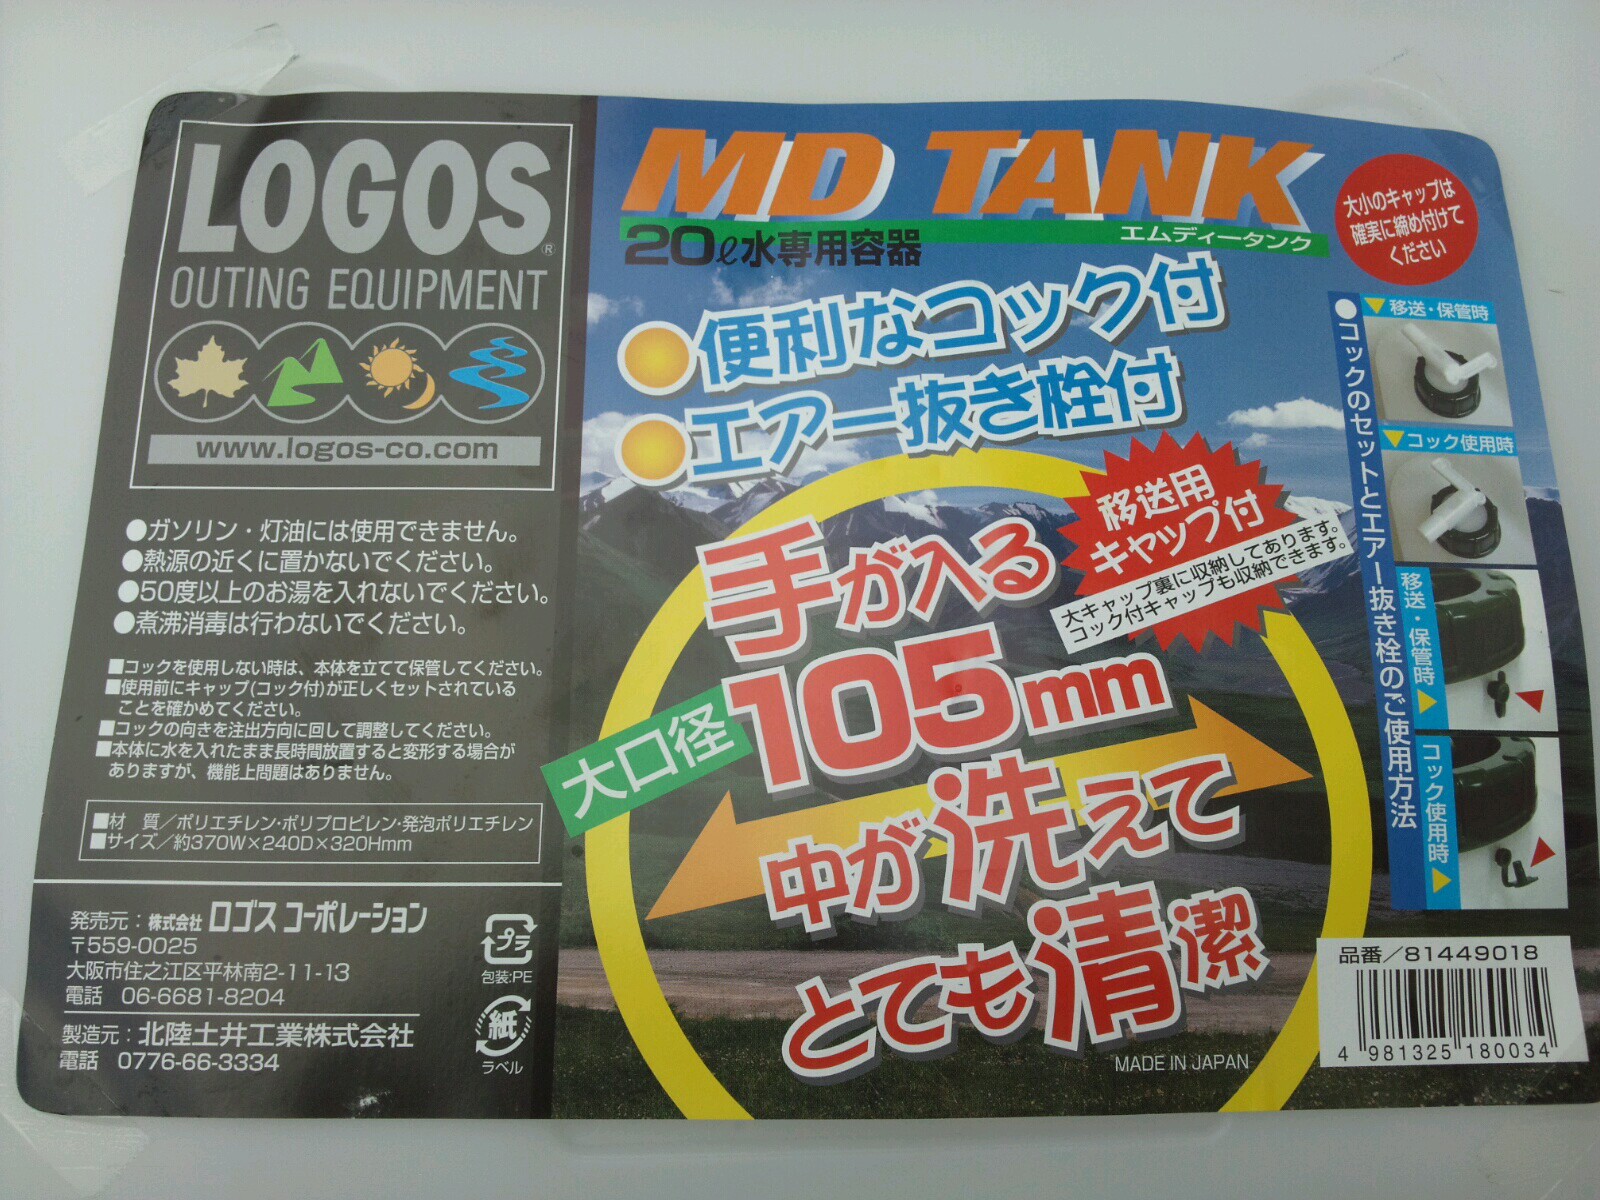 LOGOS®
OUTING EQUIPMENT
www.logos-co.com
●ガソリン・灯油には使用できません。
●熱源の近くに置かないでください。
●50度以上のお湯を入れないでください。
●煮沸消毒は行わないでください。
■コックを使用しない時は、本体を立てて保管してください。
■使用前にキャップ(コック付)が正しくセットされている
ことを確かめてください。
■コックの向きを注出方向に回して調整してください。
■本体に水を入れたまま長時間放置すると変形する場合が
ありますが、機能上問題はありません。
■材 質／ポリエチレン・ポリプロピレン・発泡ポリエチレン
■サイズ／約370W×240D×320Hmm
発売元：株式会社 ロゴス コーポレーション
〒559-0025
大阪市住之江区平林南2-11-13
電話 06-6681-8204
製造元：北陸土井工業株式会社
電話 0776-66-3334
プラ
包装:PE
紙
ラベル
MD TANK
エムディータンク
20ℓ水専用容器
●便利なコック付
●エアー抜き栓付
移送用
キャップ付
大キャップ裏に収納してあります。
コック付キャップも収納できます。
手が入る
大口径
105mm
中が洗えて
とても清潔
MADE IN JAPAN
大小のキャップは
確実に締め付けて
ください
●コックのセットとエアー抜き栓のご使用方法
▼移送・保管時
▼コック使用時
移送・保管時▶
コック使用時▶
品番／81449018
4 981325 180034